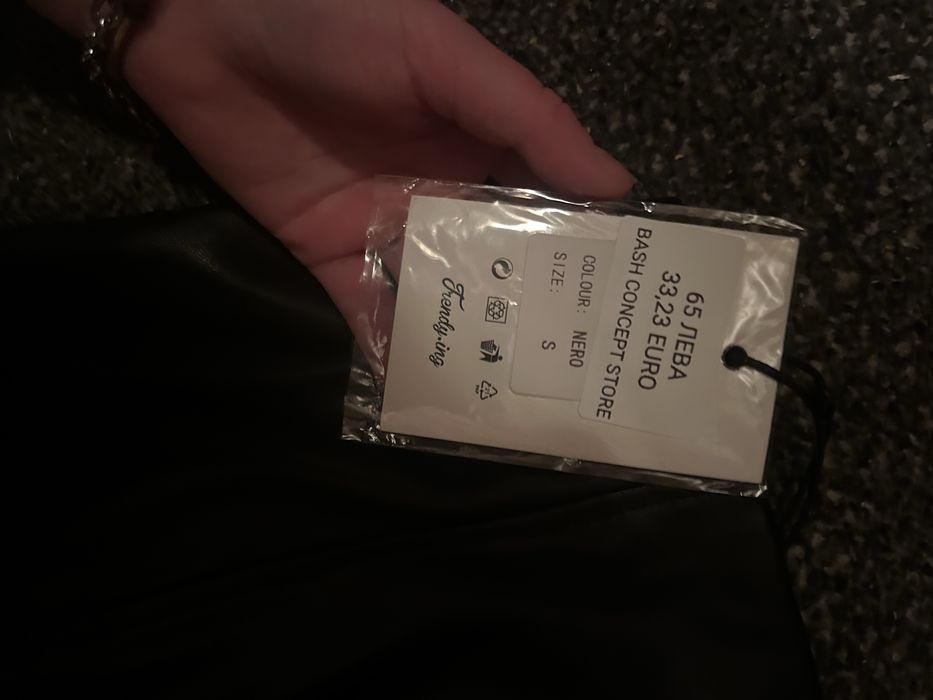 65 ЛЕВА
33,23 EURO
BASH CONCEPT STORE
COLOUR: NERO
SIZE: S
Trendy.ing